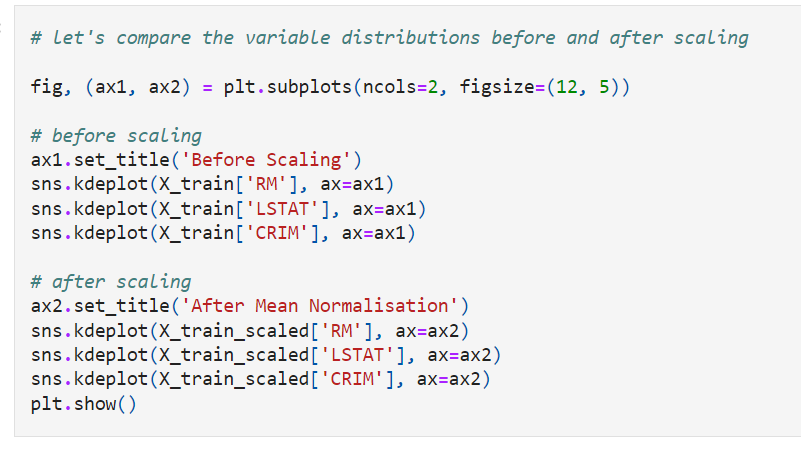 # let's compare the variable distributions before and after scaling
fig, (ax1, ax2) = plt.subplots(ncols=2, figsize=(12, 5))
# before scaling
ax1.set_title('Before Scaling')
sns.kdeplot(X_train['RM'], ax=ax1)
sns.kdeplot(X_train['LSTAT'], ax=ax1)
sns.kdeplot(X_train['CRIM'], ax=ax1)
# after scaling
ax2.set_title('After Mean Normalisation')
sns.kdeplot(X_train_scaled['RM'], ax=ax2)
sns.kdeplot(X_train_scaled['LSTAT'], ax=ax2)
sns.kdeplot(X_train_scaled['CRIM'], ax=ax2)
plt.show()